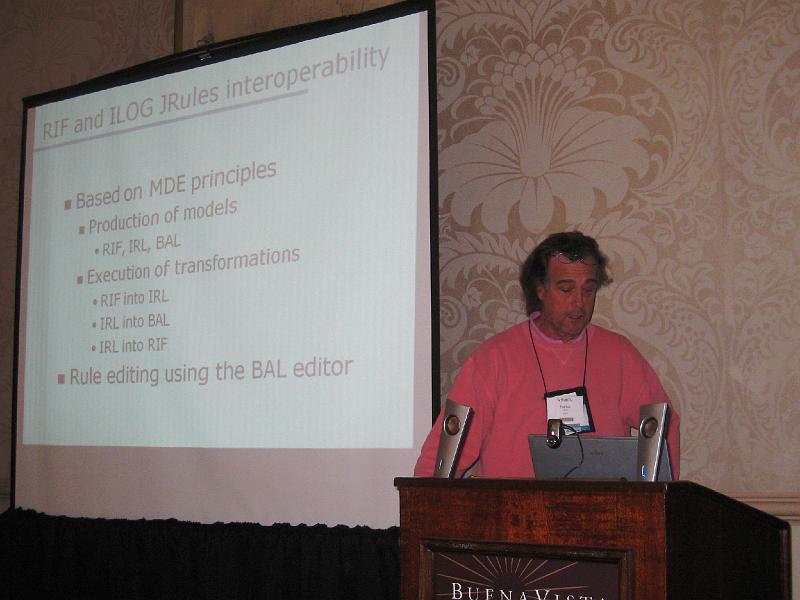 RIF and ILOG JRules interoperability
Based on MDE principles
Production of models
RIF, IRL, BAL
Execution of transformations
RIF into IRL
IRL into BAL
IRL into RIF
Rule editing using the BAL editor
BUENA VISTA